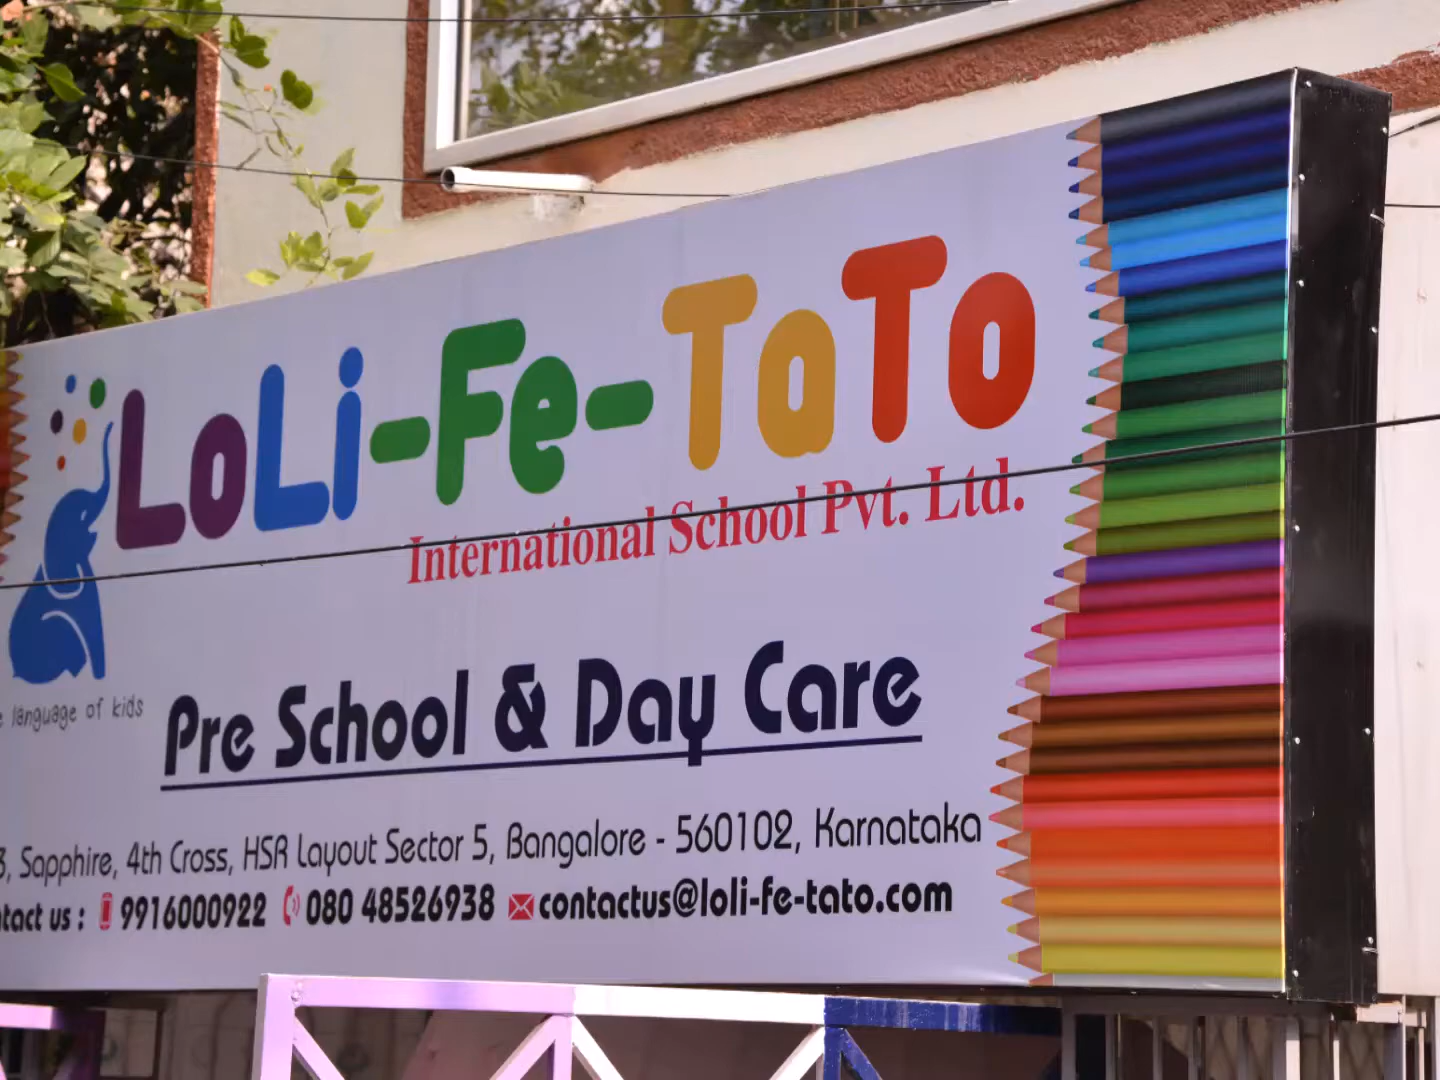 LoLi-Fe-TaTo
International School Pvt. Ltd.
language of kids
Pre School & Day Care
Sapphire, 4th Cross, HSR Layout Sector 5, Bangalore - 560102, Karnataka
us : 9916000922 080 48526938 contactus@loli-fe-tato.com